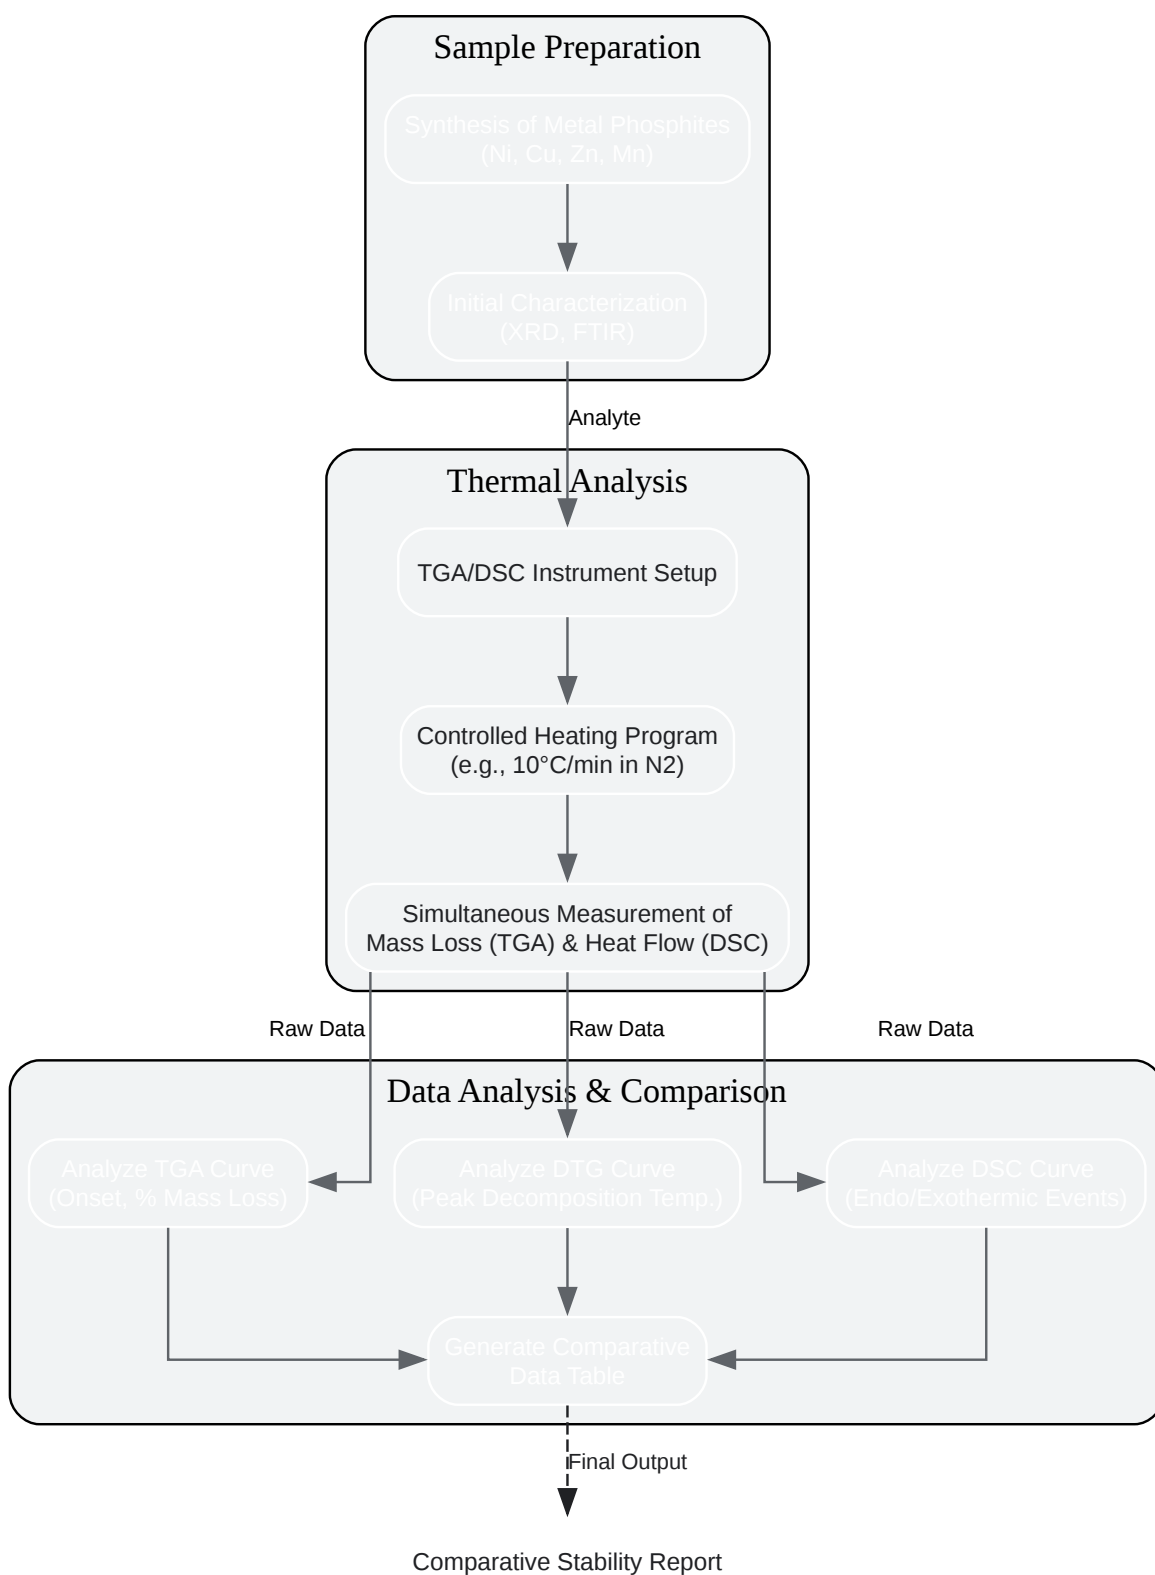 Sample Preparation
Synthesis of Metal Phosphites
(Ni, Cu, Zn, Mn)
Initial Characterization
(XRD, FTIR)
Analyte
Thermal Analysis
TGA/DSC Instrument Setup
Controlled Heating Program
(e.g., 10°C/min in N2)
Simultaneous Measurement of
Mass Loss (TGA) & Heat Flow (DSC)
Raw Data
Raw Data
Raw Data
Data Analysis & Comparison
Analyze TGA Curve
(Onset, % Mass Loss)
Analyze DTG Curve
(Peak Decomposition Temp.)
Analyze DSC Curve
(Endo/Exothermic Events)
Generate Comparative
Data Table
Final Output
Comparative Stability Report